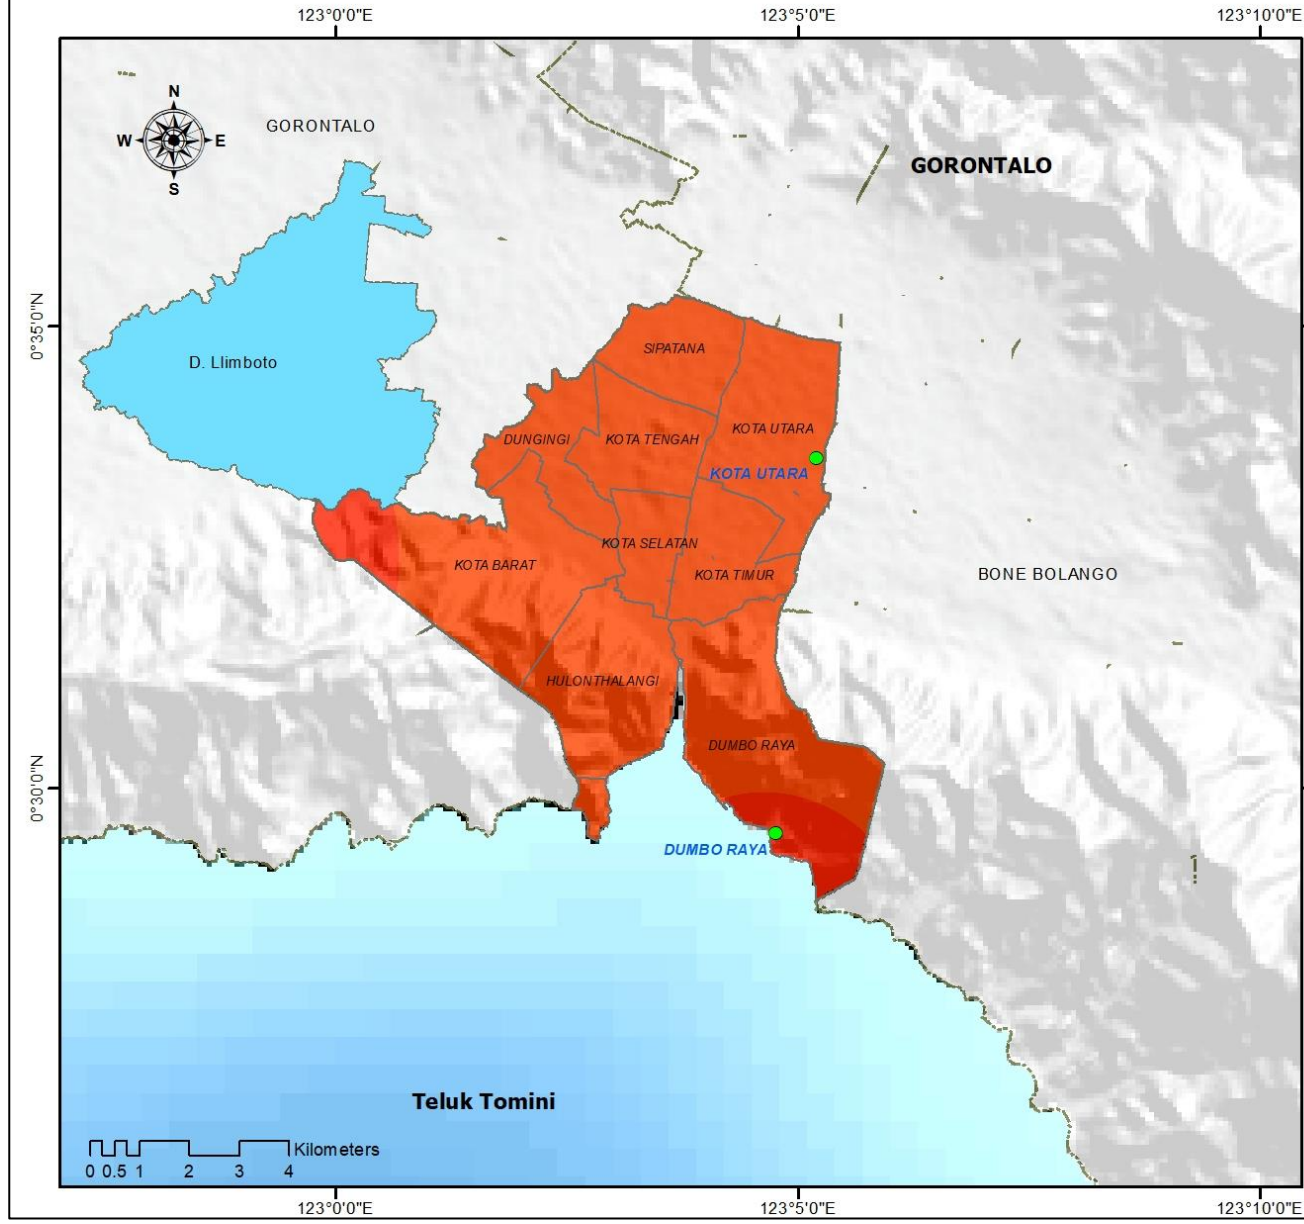 123°0'0"E
123°5'0"E
123°10'0"E
N
W
E
S
GORONTALO
GORONTALO
0°35'0"N
SIPATANA
D. Llimboto
KOTA UTARA
DUNGINGI
KOTA TENGAH
KOTA UTARA
KOTA SELATAN
KOTA BARAT
KOTA TIMUR
BONE BOLANGO
HULONTHALANGI
DUMBO RAYA
0°30'0"N
DUMBO RAYA
Teluk Tomini
Kilometers
0 0.5 1 2 3 4
123°0'0"E
123°5'0"E
123°10'0"E